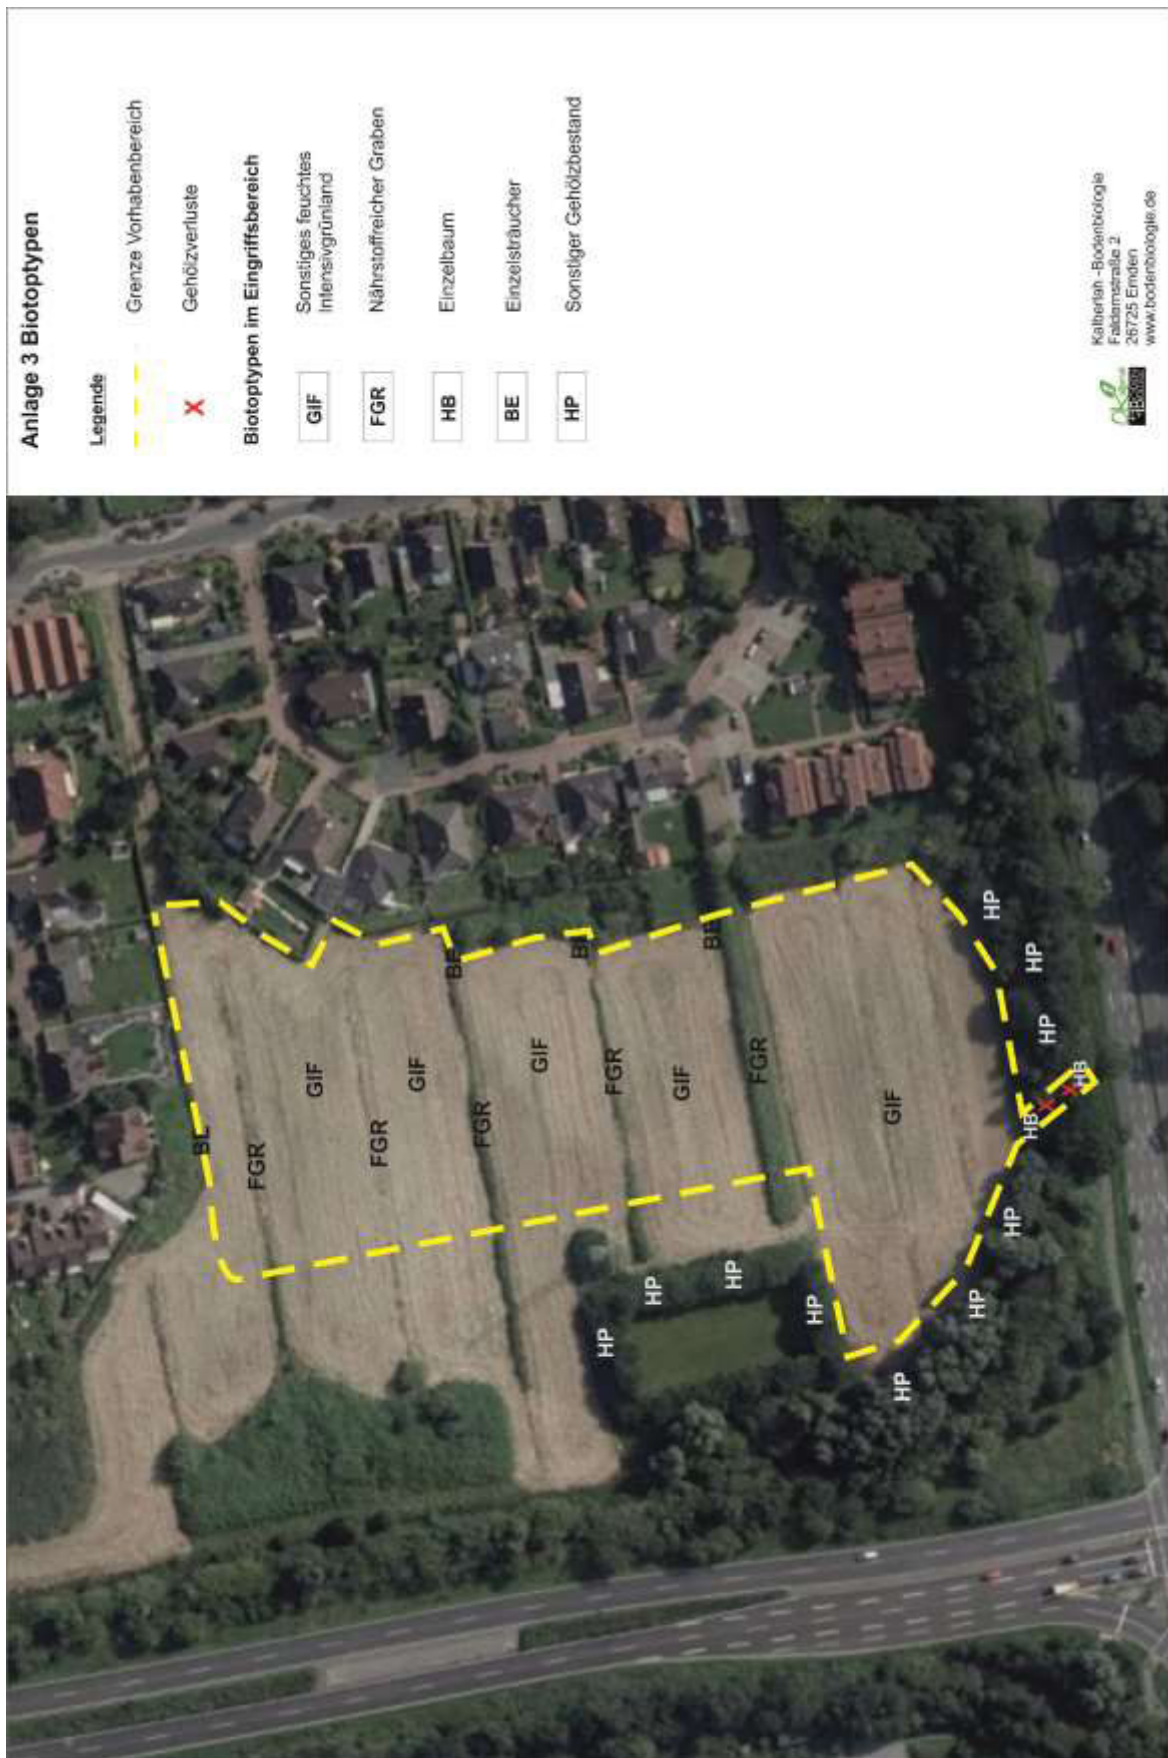 Anlage 3 Biotoptypen
Legende
Grenze Vorhabenbereich
Gehölzverluste
Biotoptypen im Eingriffsbereich
GIF Sonstiges feuchtes
Intensivgrünland
FGR Nährstoffreicher Graben
HB Einzelbaum
BE Einzelsträucher
HP Sonstiger Gehölzbestand
Kalberlah -Bodenbiologie
Faldernstraße 2
26725 Emden
www.bodenbiologie.de
BE
FGR
GIF
FGR
GIF
BE
FGR
GIF
BE
HP
FGR
HP
GIF
BE
HP
FGR
HP
GIF
HP
HP
HP
HP
HB
HP
HP
HB